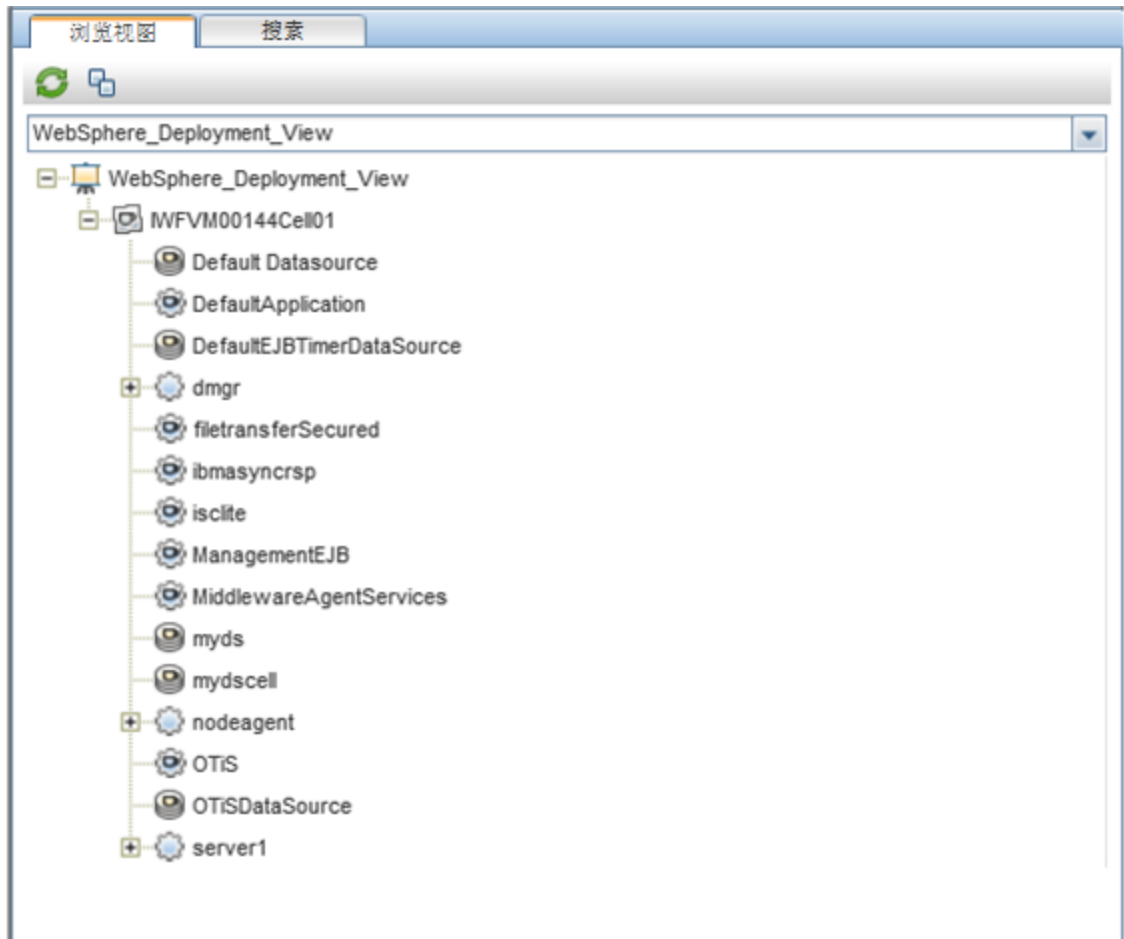 浏览视图 搜素
WebSphere_Deployment_View
WebSphere_Deployment_View
IWFVM00144Cell01
Default Datasource
DefaultApplication
DefaultEJBTimerDataSource
dmgr
filetransferSecured
ibmasyncrsp
isclite
ManagementEJB
MiddlewareAgentServices
myds
mydscell
nodeagent
OTiS
OTiSDataSource
server1